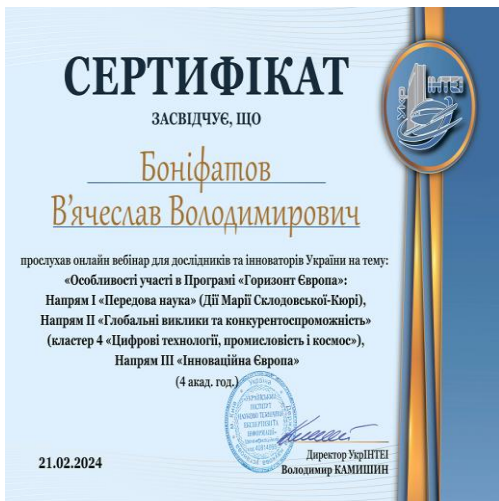 СЕРТИФІКАТ
УКР
ІНТЕІ
ЗАСВІДЧУЄ, ЩО
Боніфатов
В'ячеслав Володимирович
прослухав онлайн вебінар для дослідників та інноваторів України на тему:
«Особливості участі в Програмі «Горизонт Європа»:
Напрям І «Передова наука» (Дії Марії Склодовської-Кюрі),
Напрям ІІ «Глобальні виклики та конкурентоспроможність»
(кластер 4 «Цифрові технології, промисловість і космос»),
Напрям ІІІ «Інноваційна Європа»
(4 акад. год.)
21.02.2024
Директор УкрІНТЕІ
Володимир КАМИШИН